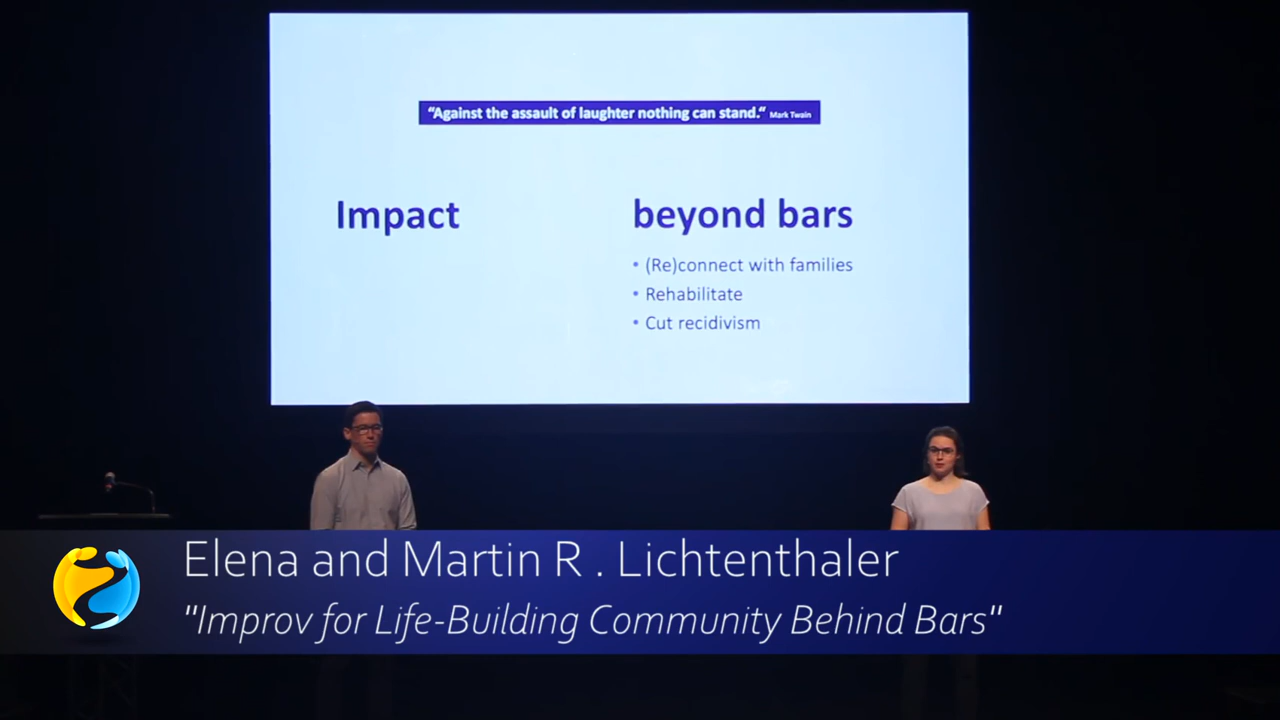 “Against the assault of laughter nothing can stand.“ Mark Twain
Impact
beyond bars
• (Re)connect with families
• Rehabilitate
• Cut recidivism
Elena and Martin R . Lichtenthaler
"Improv for Life-Building Community Behind Bars"